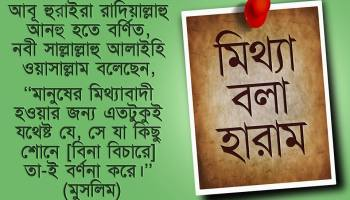 আবূ হুরাইরা রাদিয়াল্লাহু
আনহু হতে বর্ণিত,
নবী সাল্লাল্লাহু আলাইহি
ওয়াসাল্লাম বলেছেন,
“মানুষের মিথ্যাবাদী
হওয়ার জন্য এতটুকুই
যথেষ্ট যে, সে যা কিছু
শোনে [বিনা বিচারে]
তা-ই বর্ণনা করে।”
(মুসলিম)
মিথ্যা
বলা
হারাম